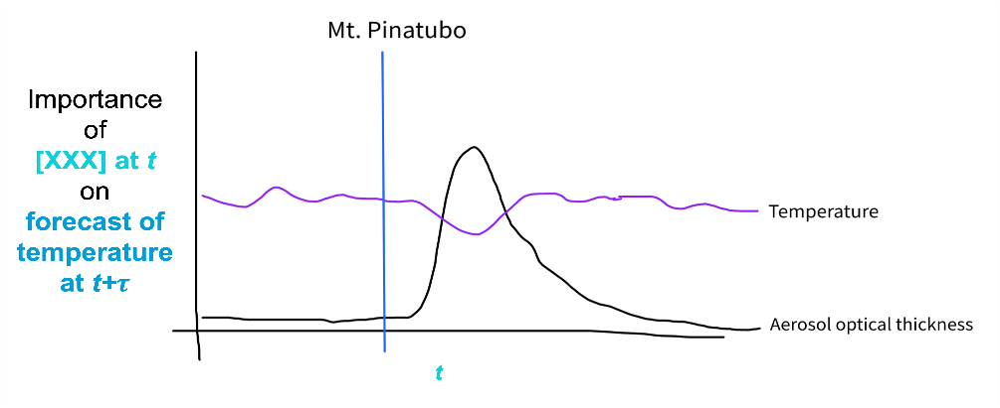 Mt. Pinatubo
Importance
of
[XXX] at t
on
forecast of
temperature
at t+τ
Temperature
Aerosol optical thickness
t